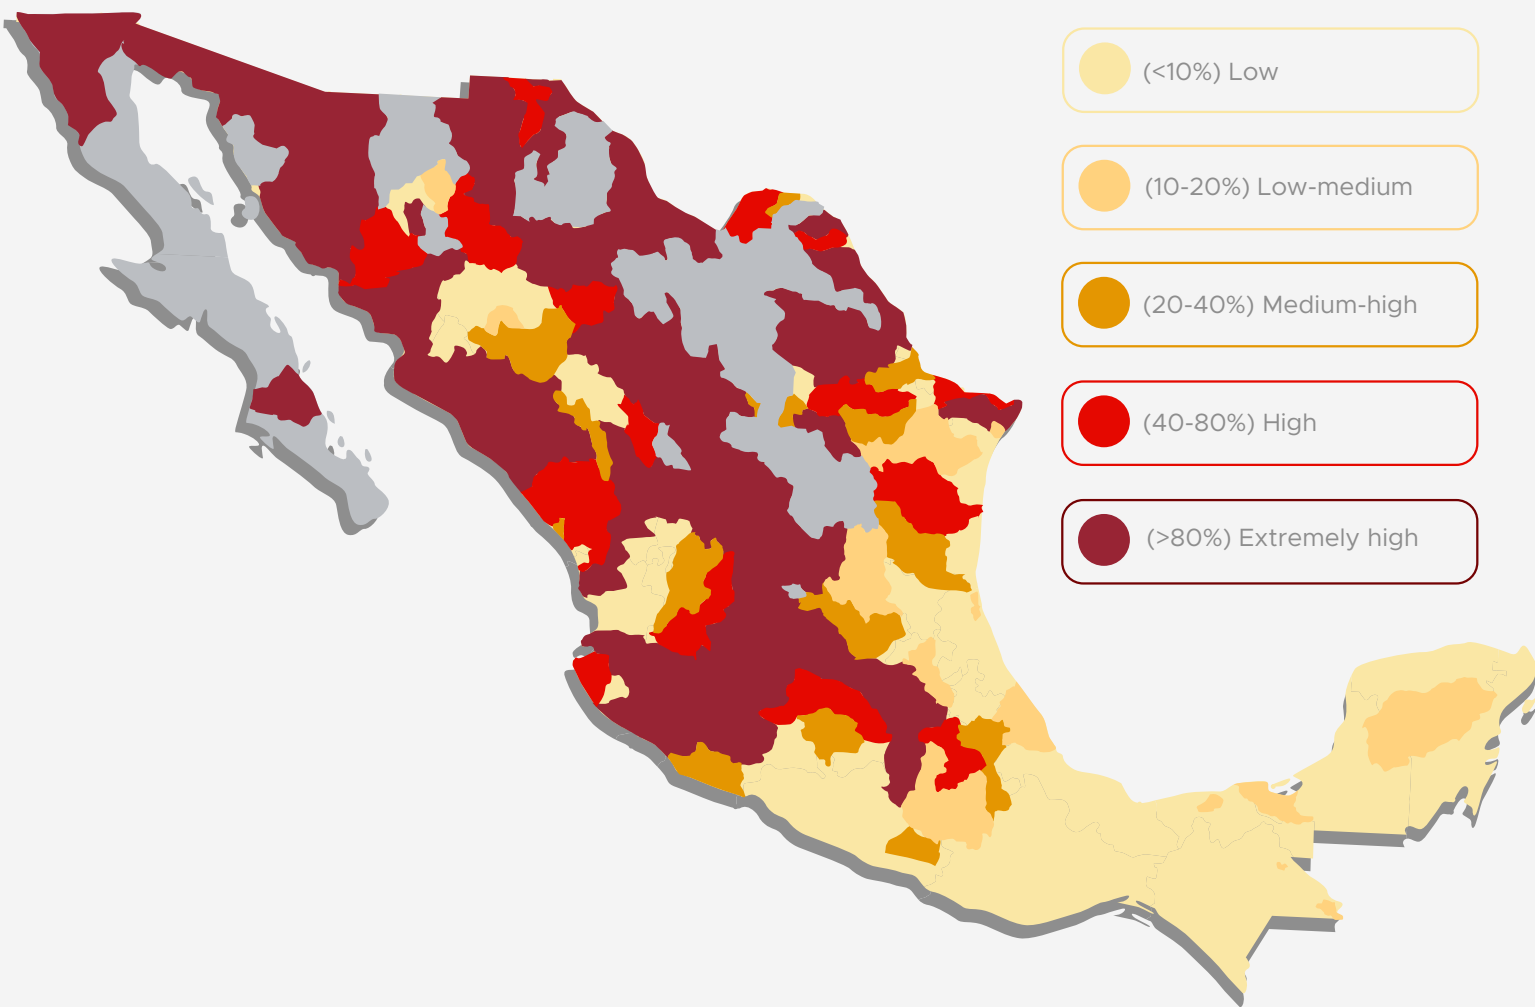 (<10%) Low
(10-20%) Low-medium
(20-40%) Medium-high
(40-80%) High
(>80%) Extremely high